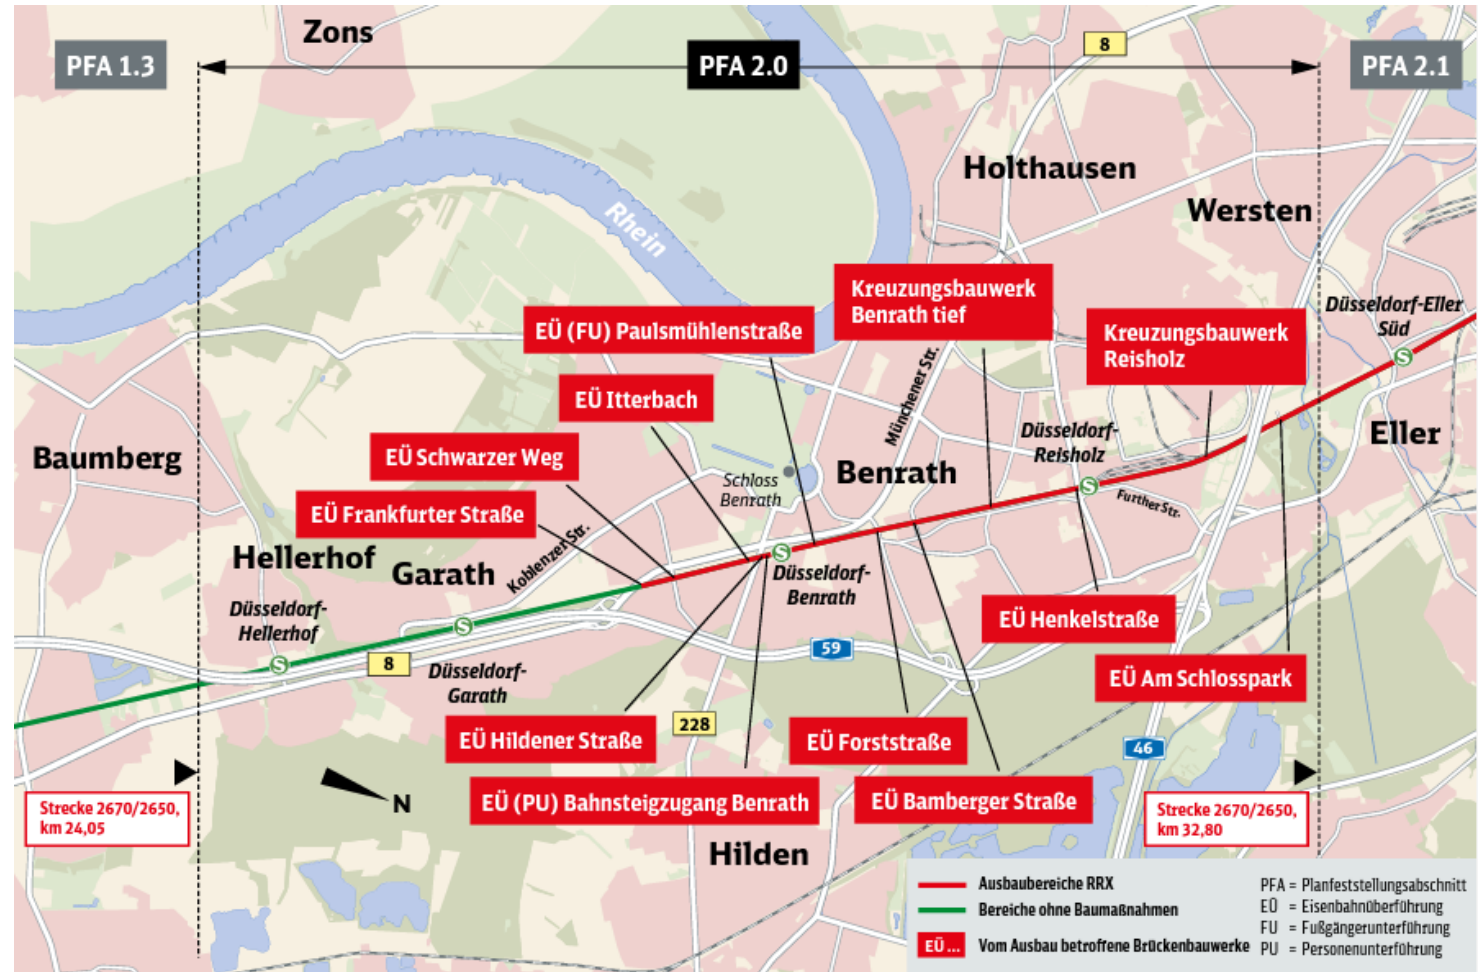 Zons
8
PFA 1.3
PFA 2.0
PFA 2.1
Holthausen
Wersten
Rhein
Kreuzungsbauwerk
Benrath tief
EÜ (FU) Paulsmühlenstraße
Düsseldorf-Eller
Süd
Kreuzungsbauwerk
Reisholz
S
EÜ Itterbach
Münchener Str.
Düsseldorf-
Reisholz
Eller
Baumberg
EÜ Schwarzer Weg
Schloss
Benrath
Benrath
S
Further Str.
EÜ Frankfurter Straße
Koblenzer Str.
Hellerhof
Garath
S
Düsseldorf-
Benrath
Düsseldorf-
Hellerhof
S
S
EÜ Henkelstraße
59
8
Düsseldorf-
Garath
EÜ Am Schlosspark
228
EÜ Hildener Straße
EÜ Forststraße
46
N
EÜ (PU) Bahnsteigzugang Benrath
EÜ Bamberger Straße
Strecke 2670/2650,
km 24,05
Strecke 2670/2650,
km 32,80
Hilden
Ausbaubereiche RRX
Bereiche ohne Baumaßnahmen
EÜ ...
Vom Ausbau betroffene Brückenbauwerke
PFA = Planfeststellungsabschnitt
EÜ = Eisenbahnüberführung
FU = Fußgängerunterführung
PU = Personenunterführung